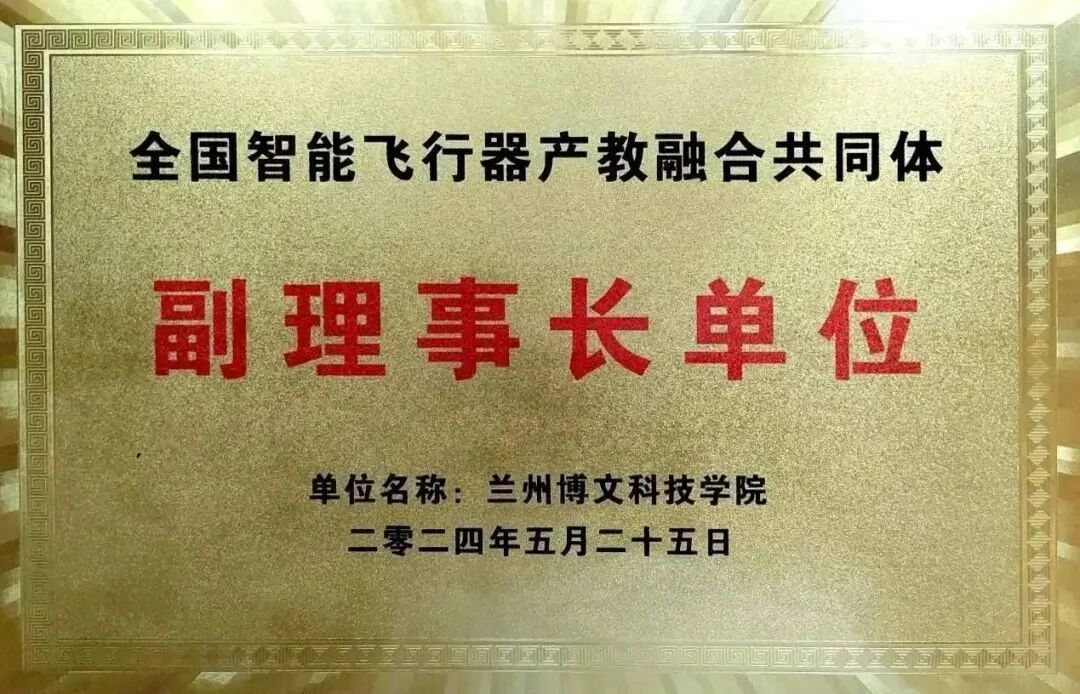 全国智能飞行器产教融合共同体
副理事长单位
单位名称：兰州博文科技学院
二零二四年五月二十五日